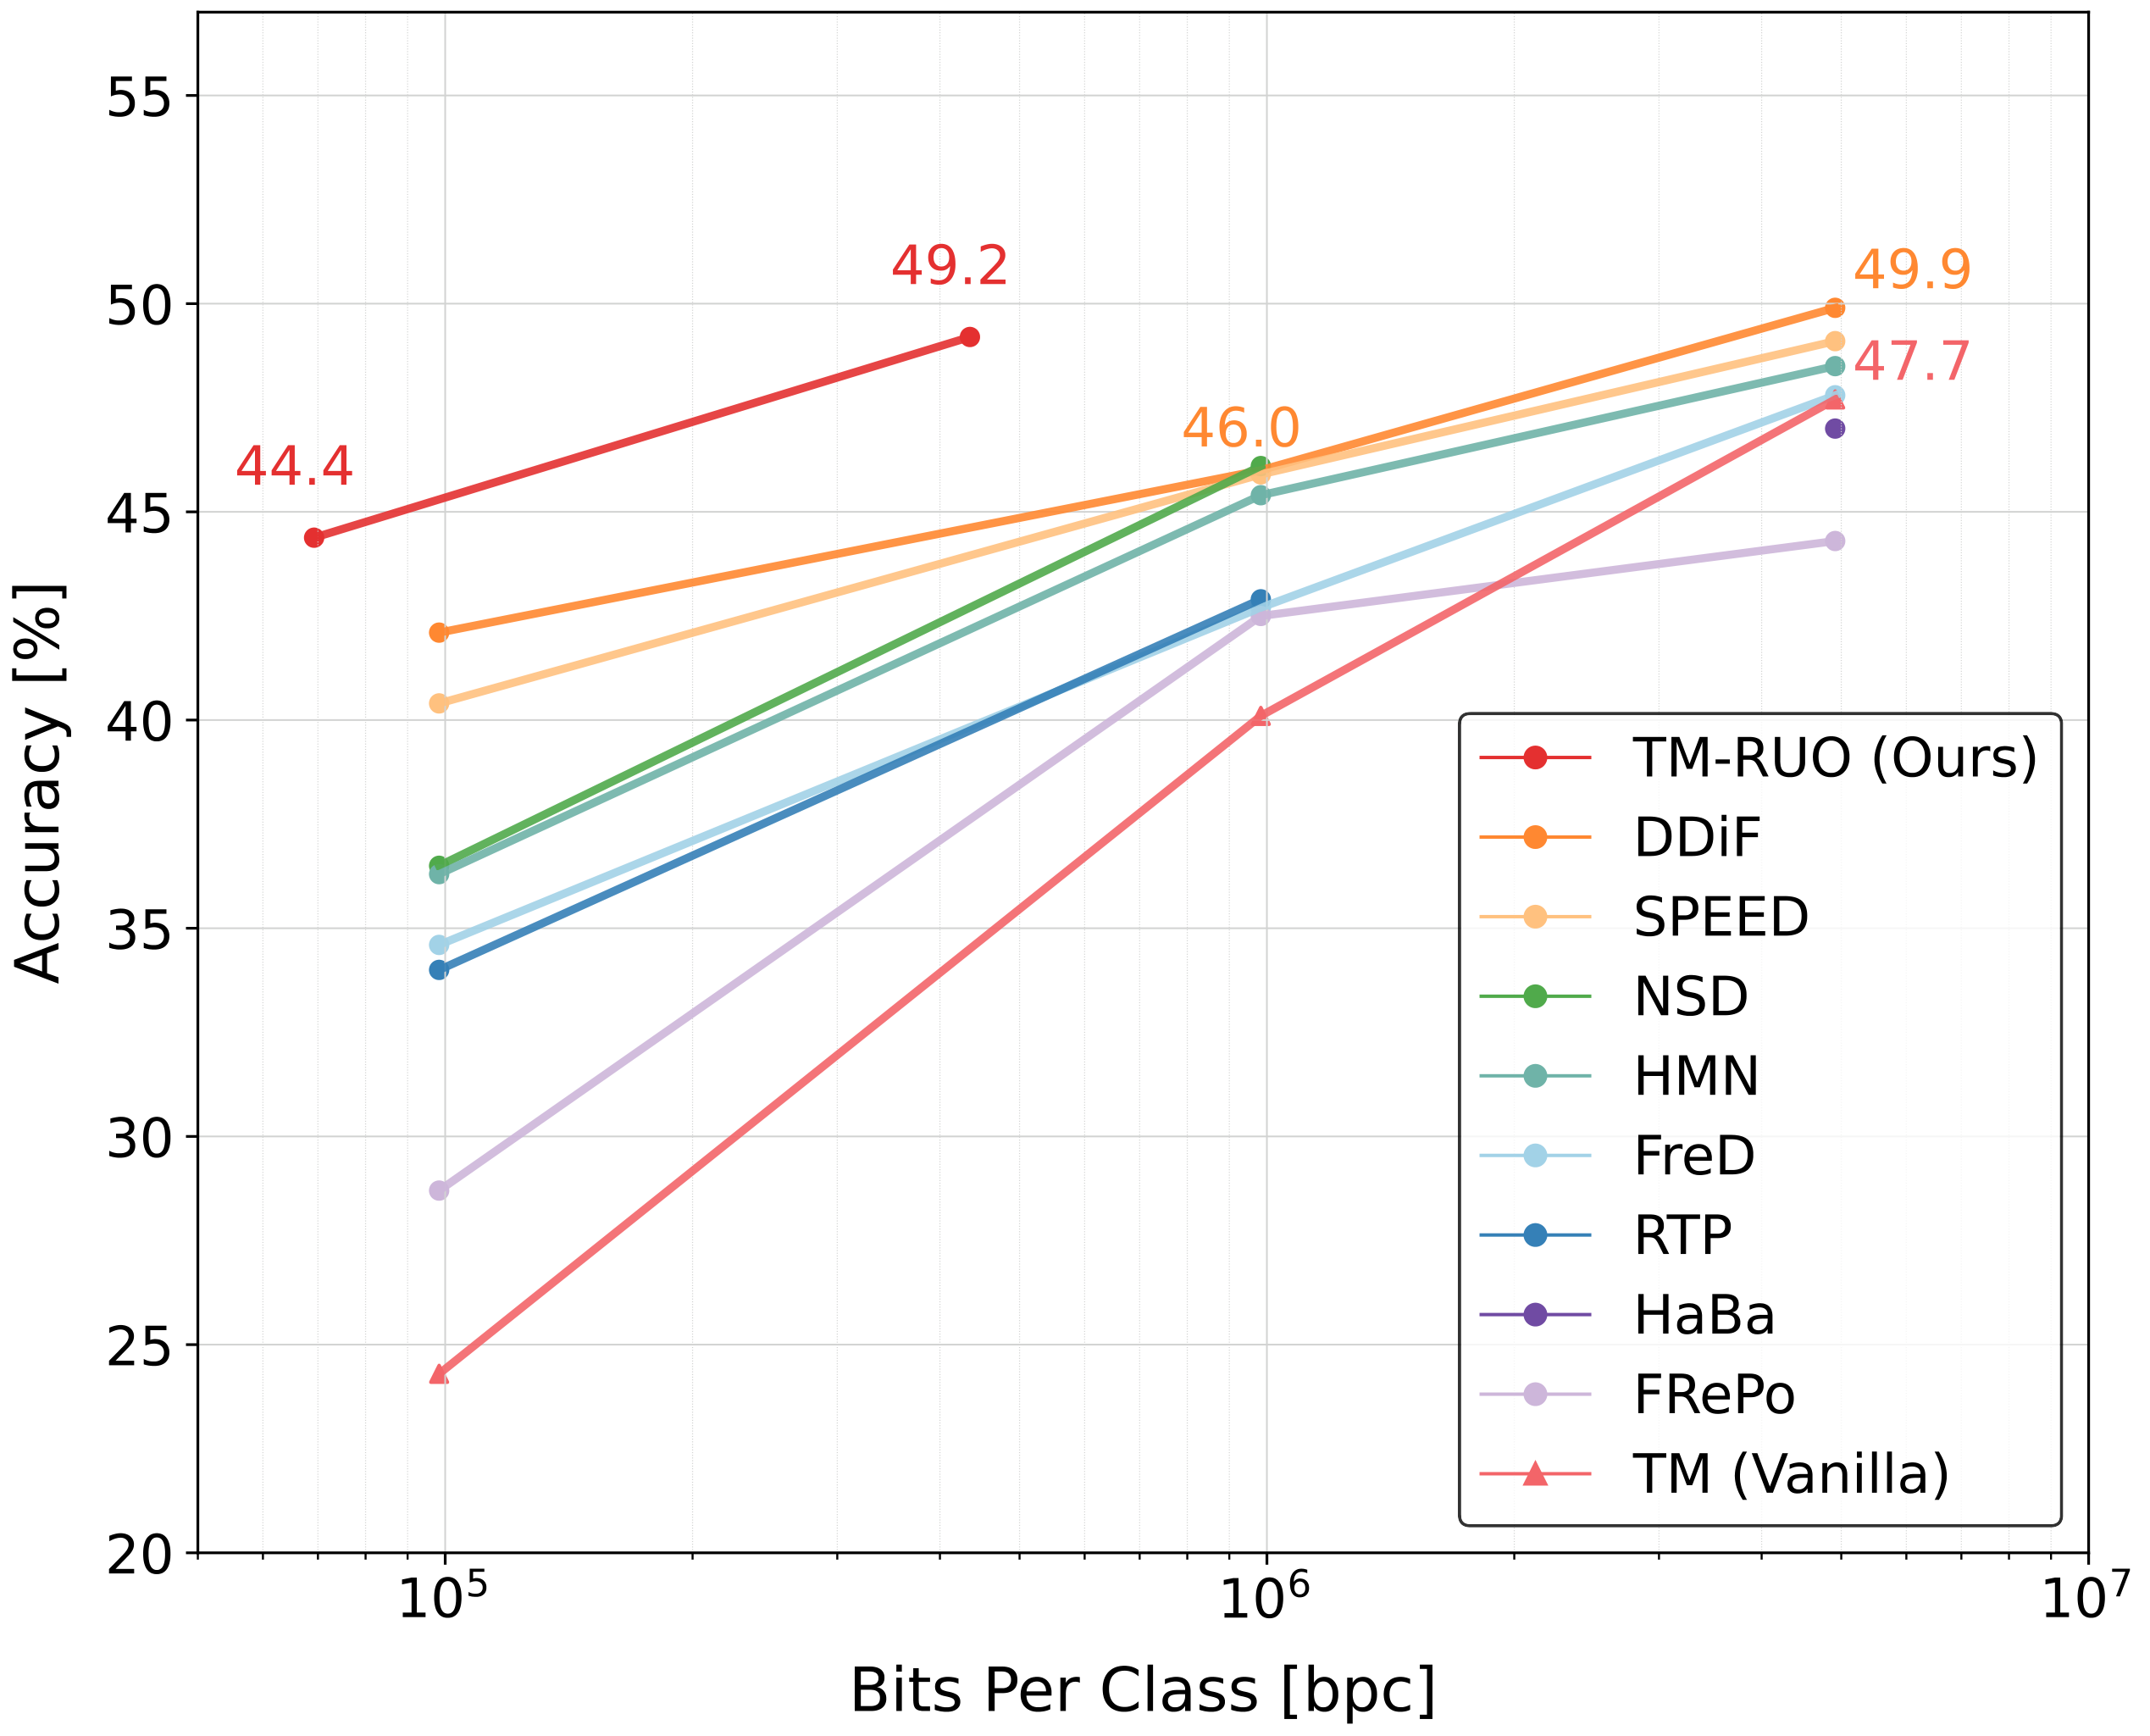 55
50
45
40
35
30
25
20
Accuracy [%]
44.4
49.2
46.0
49.9
47.7
TM-RUO (Ours)
DDiF
SPEED
NSD
HMN
FreD
RTP
HaBa
FRePo
TM (Vanilla)
10⁵
10⁶
10⁷
Bits Per Class [bpc]